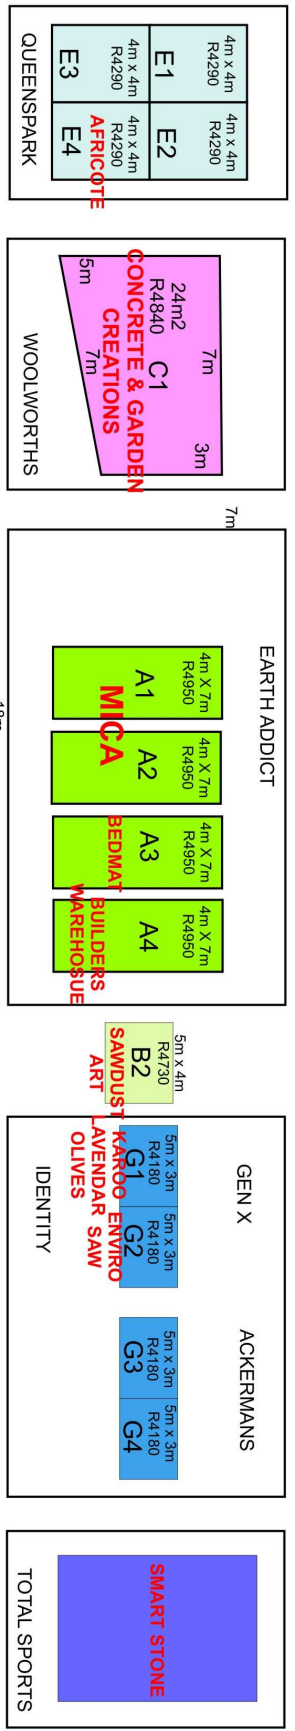 4m x 4m
R4290
E1
4m x 4m
R4290
E2
4m x 4m
R4290
E3
4m x 4m
R4290
E4
AFRICOTE
QUEENSPARK
7m
3m
24m2
R4840
C1
CONCRETE & GARDEN
CREATIONS
7m
5m
WOOLWORTHS
7m
EARTH ADDICT
4m X 7m
R4950
A1
4m X 7m
R4950
A2
MICA
4m X 7m
R4950
A3
BEDMAT
4m X 7m
R4950
A4
BUILDERS
WAREHOSUE
5m x 4m
R4730
B2
SAWDUST
ART
GEN X
ACKERMANS
5m x 3m
R4180
G1
5m x 3m
R4180
G2
KAROO ENVIRO
LAVENDAR SAW
OLIVES
5m x 3m
R4180
G3
5m x 3m
R4180
G4
IDENTITY
SMART STONE
TOTAL SPORTS